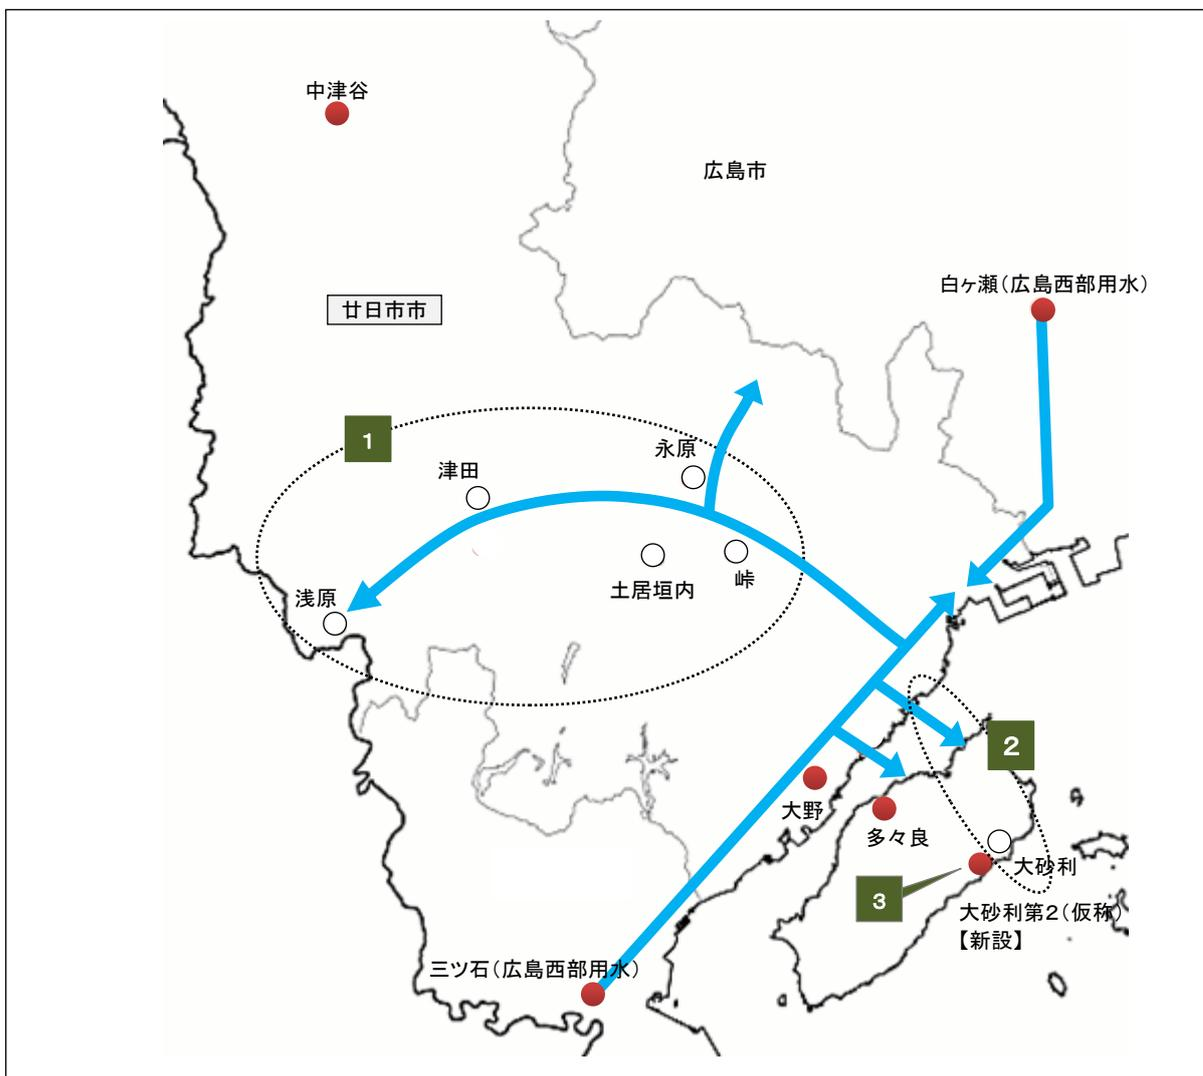 中津谷
広島市
白ヶ瀬（広島西部用水）
廿日市市
1
永原
津田
土居垣内
峠
浅原
2
大野
多々良
大砂利
3
大砂利第2（仮称）
【新設】
三ツ石（広島西部用水）